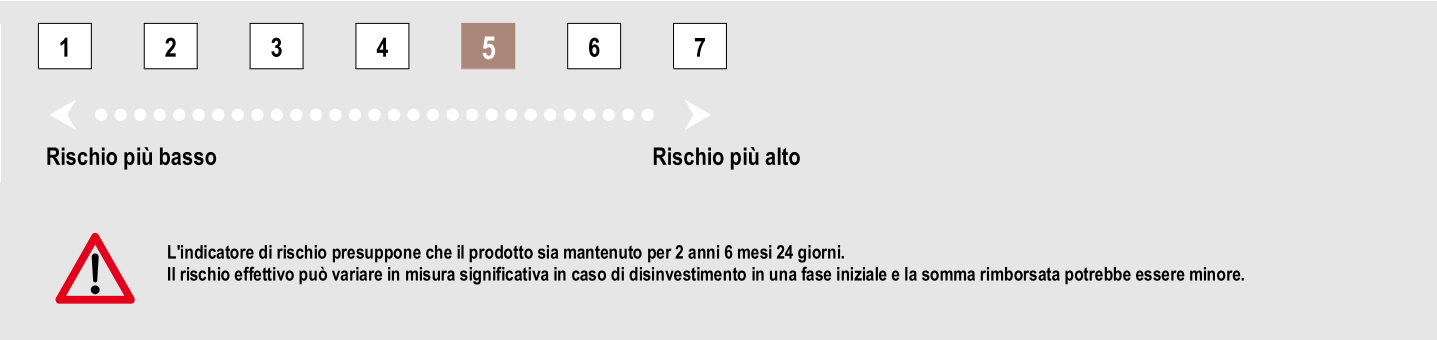 1 2 3 4 5 6 7
Rischio più basso Rischio più alto
L'indicatore di rischio presuppone che il prodotto sia mantenuto per 2 anni 6 mesi 24 giorni.
Il rischio effettivo può variare in misura significativa in caso di disinvestimento in una fase iniziale e la somma rimborsata potrebbe essere minore.